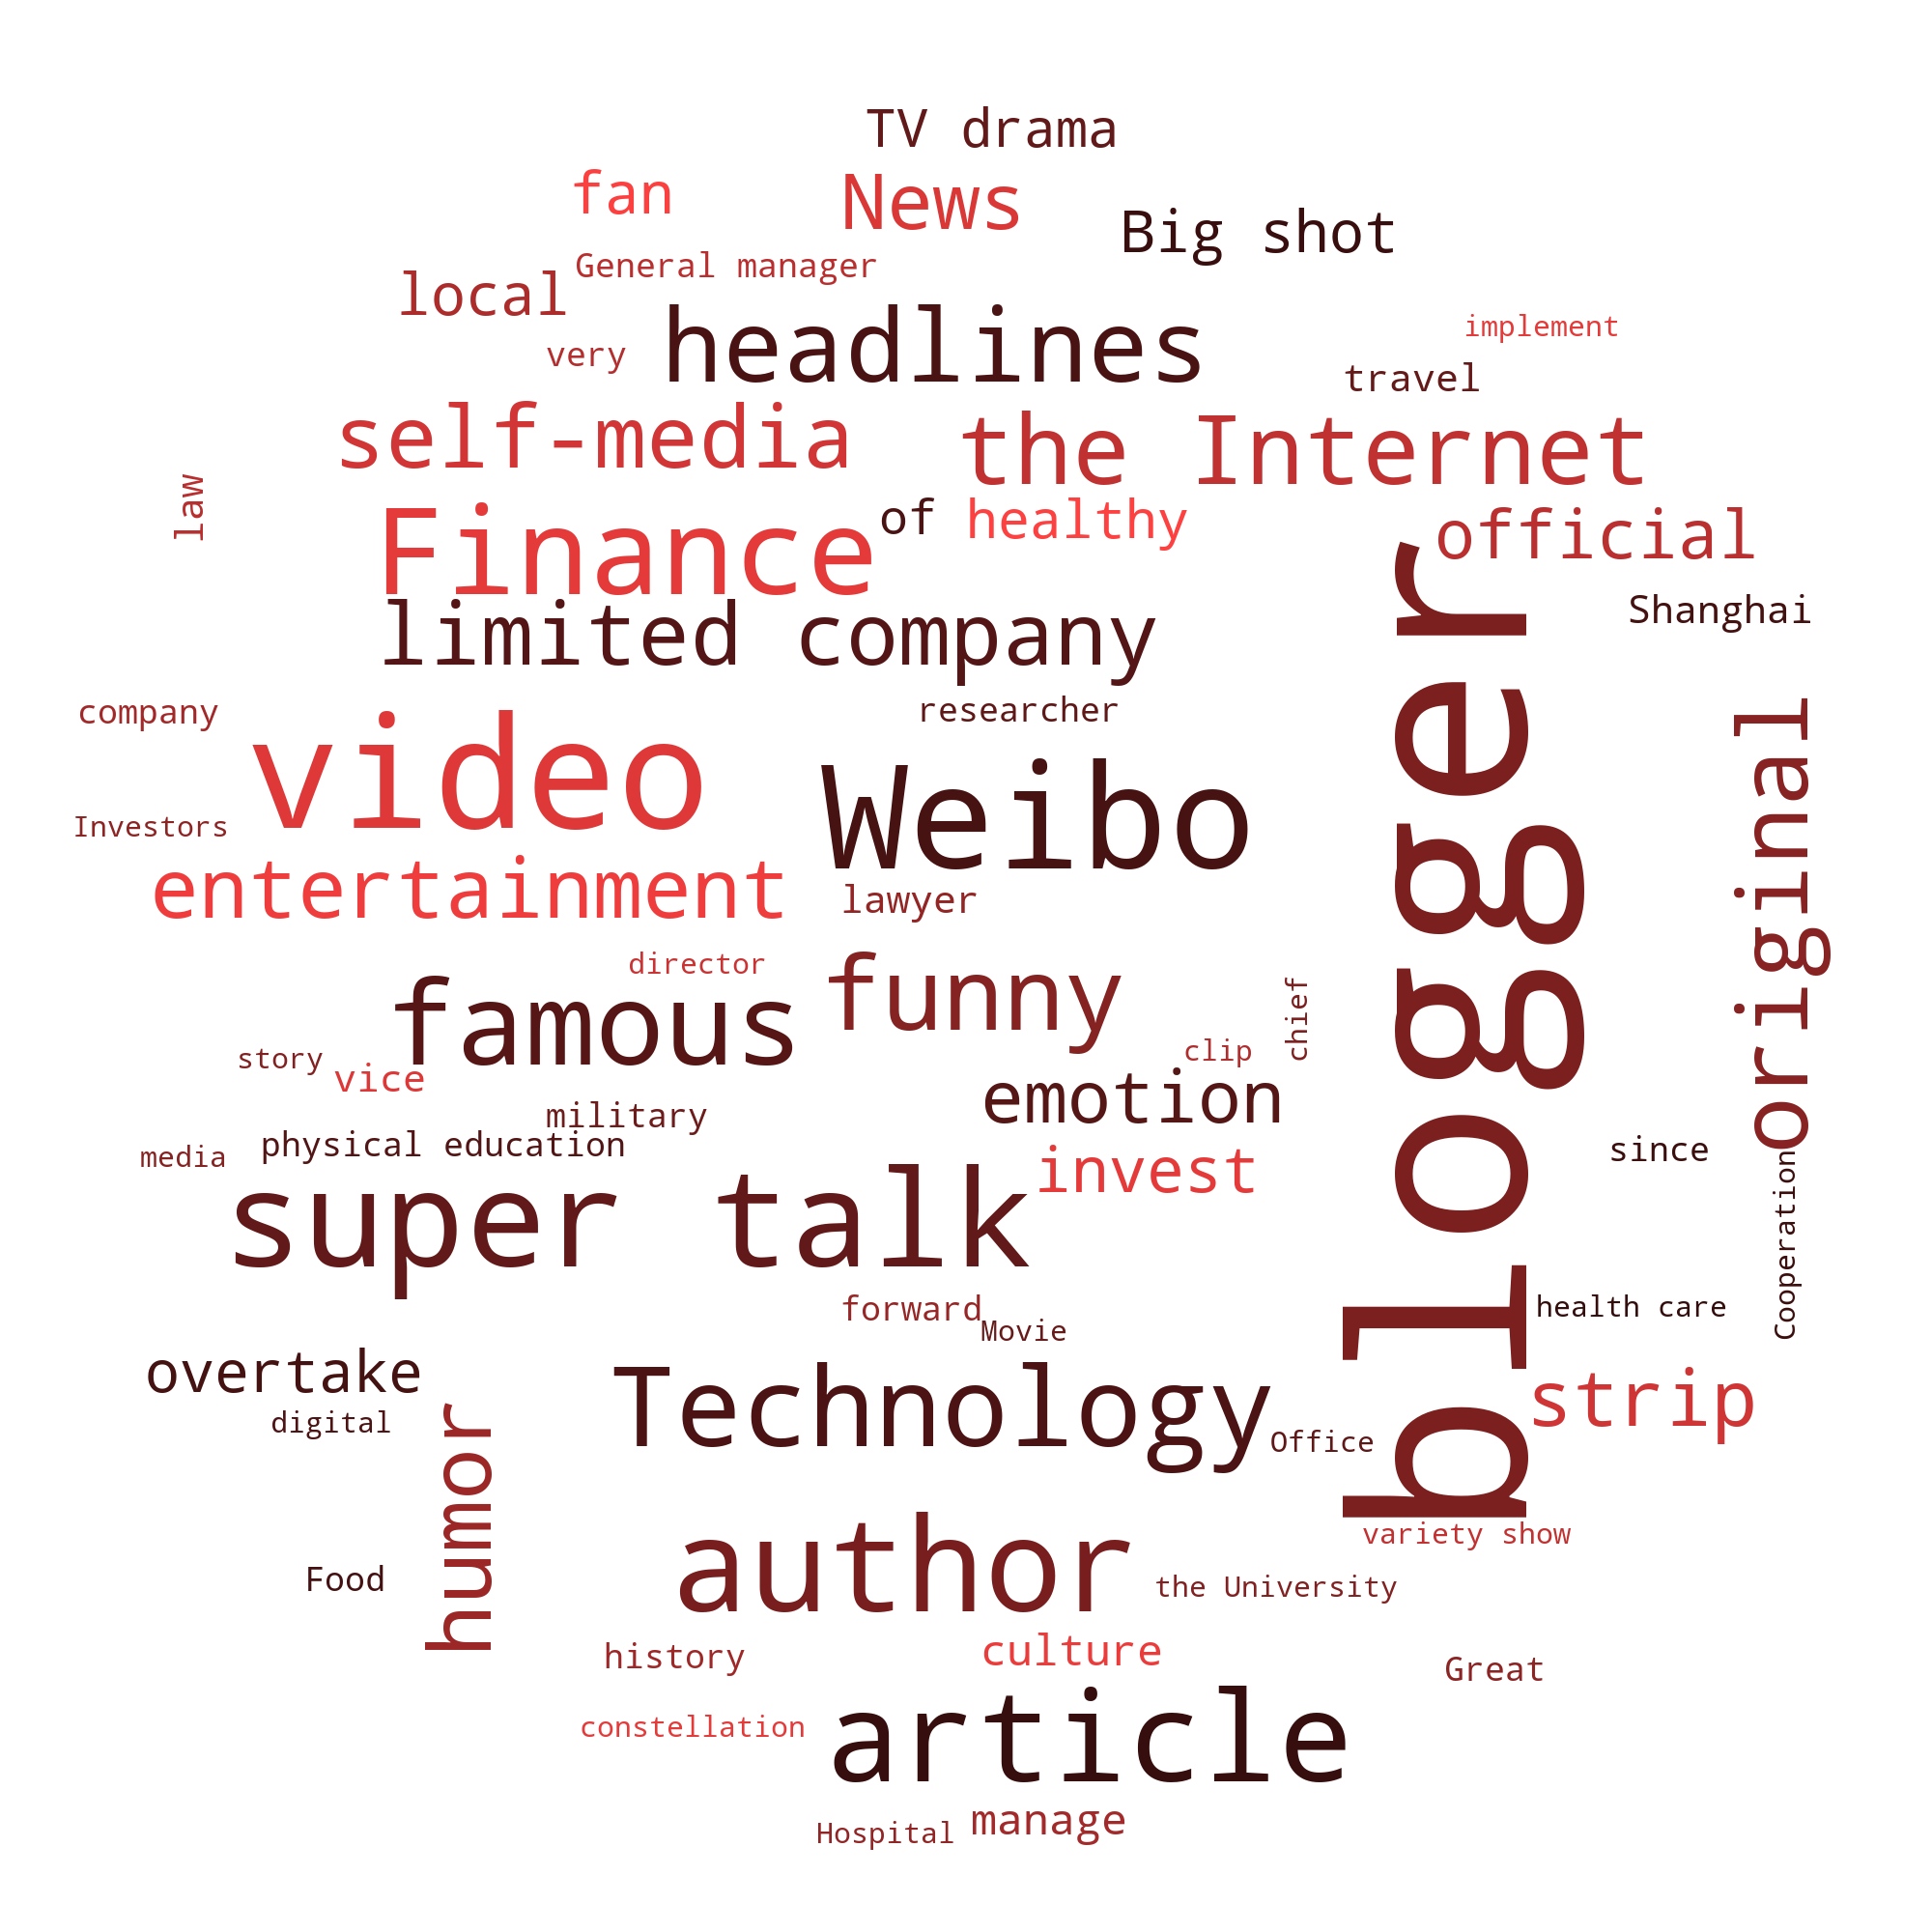 TV drama
fan
News
Big shot
General manager
local
headlines
implement
very
travel
self-media
the Internet
law
Finance
of
healthy
official
limited company
Shanghai
company
researcher
video
Weibo
blogger
original
Investors
entertainment
lawyer
director
famous
funny
chief
story
vice
clip
military
emotion
media
physical education
since
super talk
invest
Cooperation
forward
Movie
health care
overtake
Technology
strip
digital
humor
Office
author
variety show
Food
the University
history
culture
Great
constellation
article
Hospital
manage